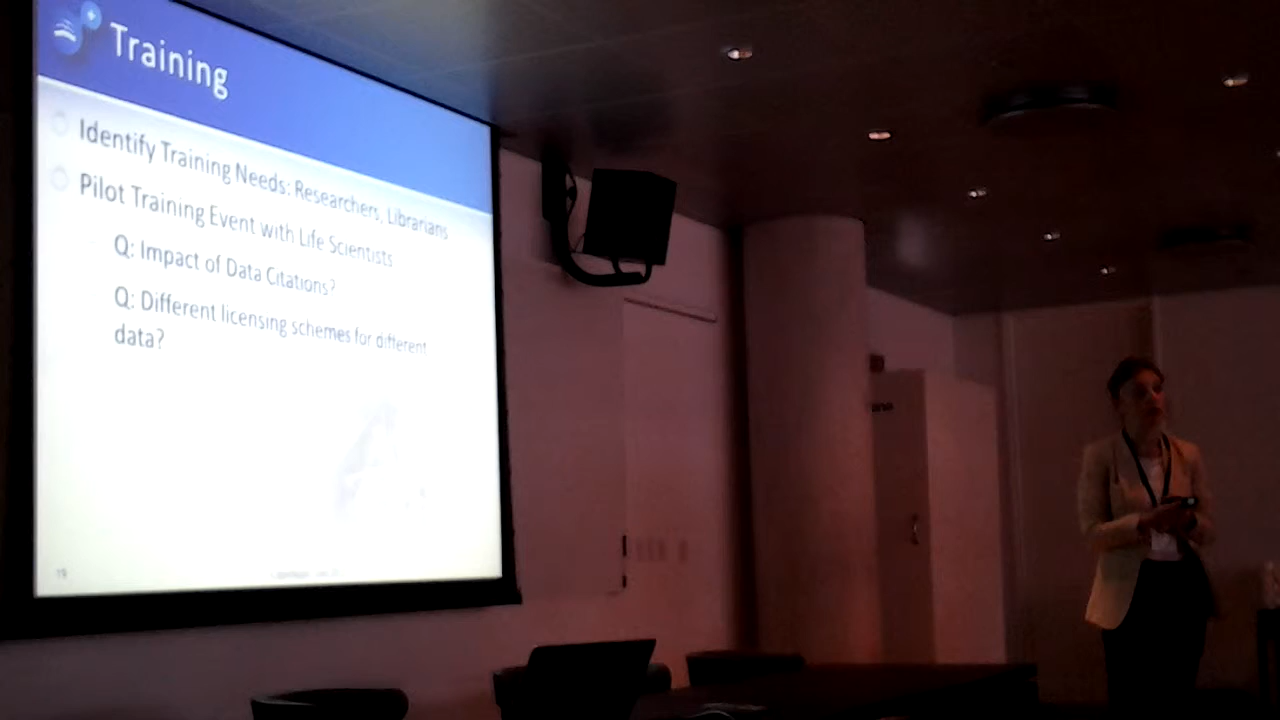 Training
Identify Training Needs: Researchers, Librarians
Pilot Training Event with Life Scientists
Q: Impact of Data Citations?
Q: Different licensing schemes for different
data?
19